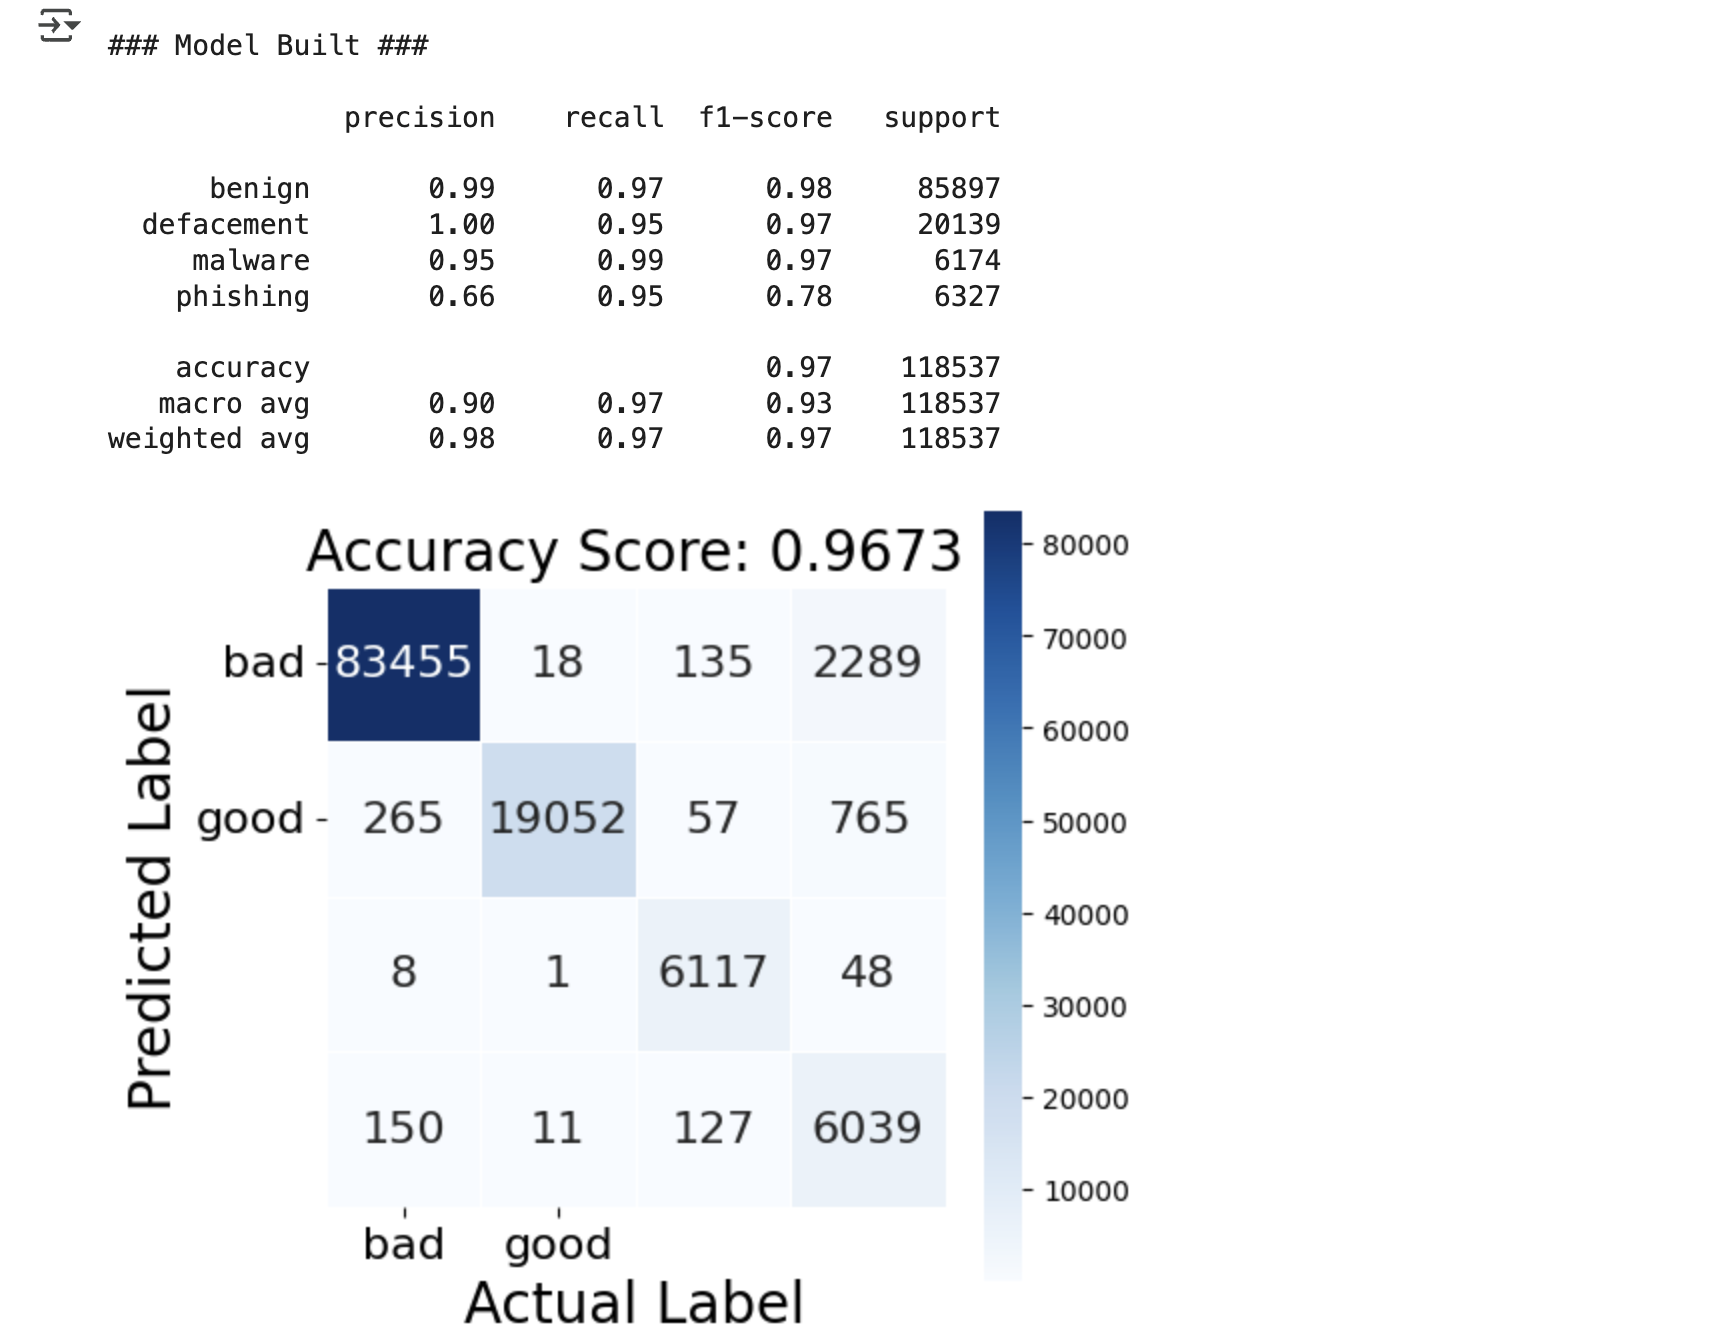 ### Model Built ###
precision recall f1-score support
benign 0.99 0.97 0.98 85897
defacement 1.00 0.95 0.97 20139
malware 0.95 0.99 0.97 6174
phishing 0.66 0.95 0.78 6327
accuracy 0.97 118537
macro avg 0.90 0.97 0.93 118537
weighted avg 0.98 0.97 0.97 118537
Accuracy Score: 0.9673
Predicted Label
bad 83455 18 135 2289
good 265 19052 57 765
8 1 6117 48
150 11 127 6039
bad good
Actual Label
80000
70000
60000
50000
40000
30000
20000
10000